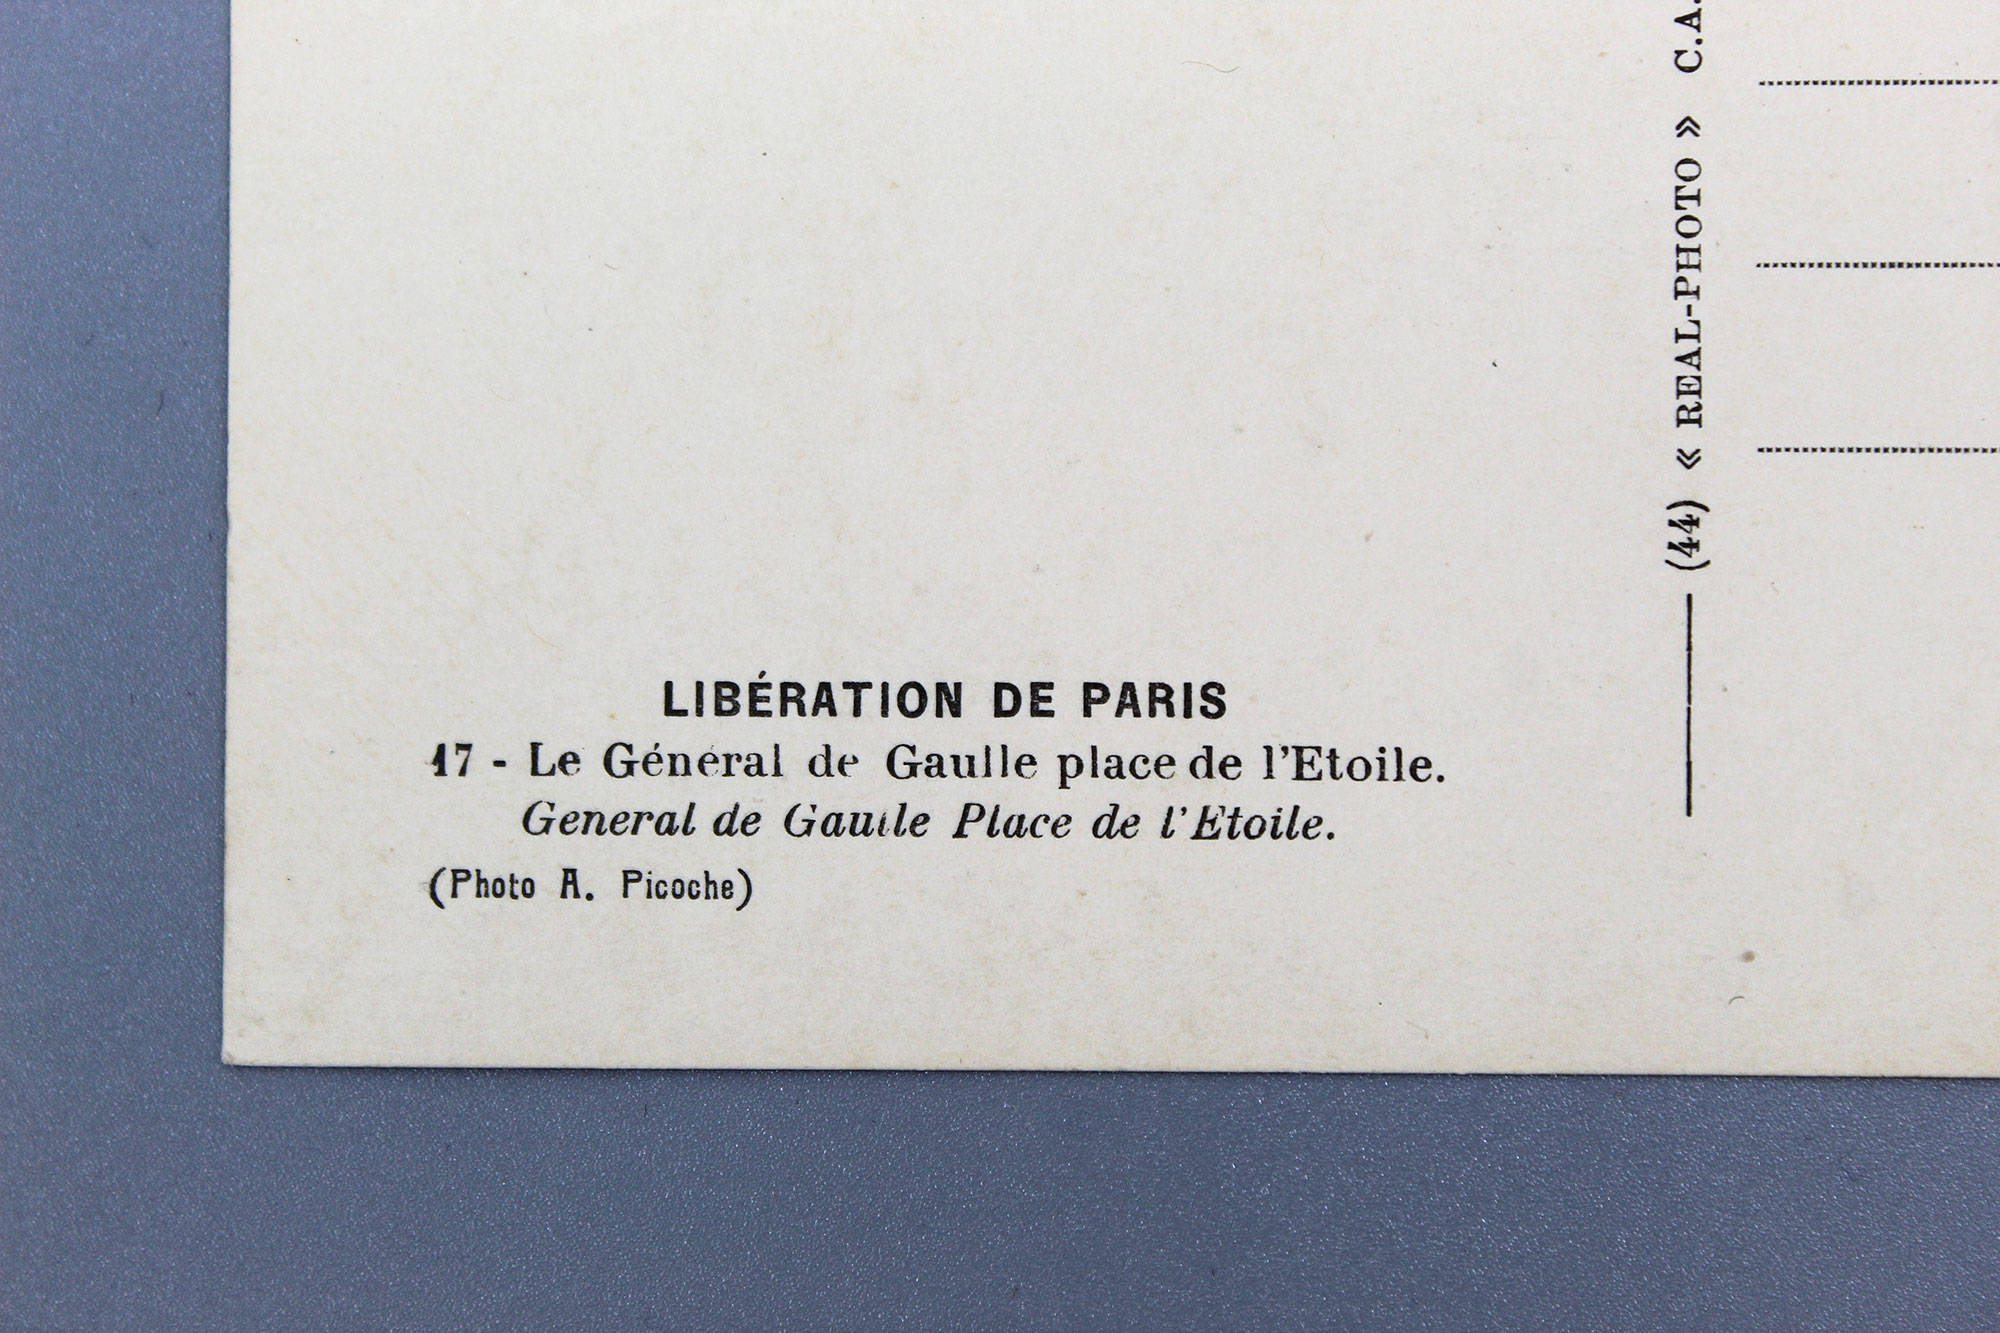 LIBÉRATION DE PARIS
17 - Le Général de Gaulle place de l'Etoile.
General de Gaulle Place de l'Etoile.
(Photo A. Picoche)
(44) « REAL-PHOTO » C.A.